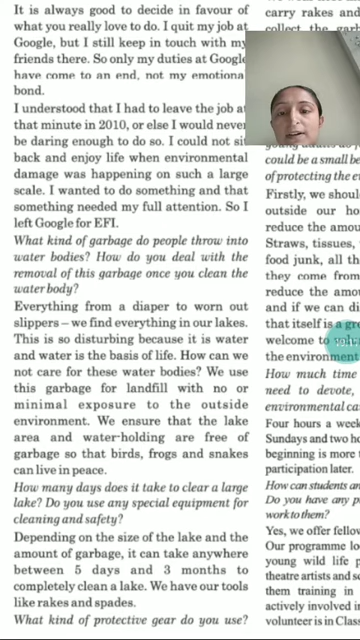 It is always good to decide in favour of
what you really love to do. I quit my job at
Google, but I still keep in touch with my
friends there. So only my duties at Google
have come to an end, not my emotional
bond.
I understood that I had to leave the job at
that minute in 2010, or else I would never
be daring enough to do so. I could not sit
back and enjoy life when environmental
damage was happening on such a large
scale. I wanted to do something and that
something needed my full attention. So I
left Google for EFI.
What kind of garbage do people throw into
water bodies? How do you deal with the
removal of this garbage once you clean the
water body?
Everything from a diaper to worn out
slippers – we find everything in our lakes.
This is so disturbing because it is water
and water is the basis of life. How can we
not care for these water bodies? We use
this garbage for landfill with no or
minimal exposure to the outside
environment. We ensure that the lake
area and water-holding are free of
garbage so that birds, frogs and snakes
can live in peace.
How many days does it take to clear a large
lake? Do you use any special equipment for
cleaning and safety?
Depending on the size of the lake and the
amount of garbage, it can take anywhere
between 5 days and 3 months to
completely clean a lake. We have our tools
like rakes and spades.
What kind of protective gear do you use?
carry rakes and
collect the
could be a small be
of protecting the e
Firstly, we shoul
outside our ho
reduce the amou
Straws, tissues,
food junk, all th
they come from
reduce the amou
and if we can di
that itself is a gre
welcome to
the environment
How much time
need to devote,
environmental ca
Four hours a week
Sundays and two ho
beginning is more
participation later.
How can students an
Do you have any p
work to them?
Yes, we offer fellow
Our programme lo
young wild life p
theatre artists and s
them training in
actively involved in
volunteer is in Clas